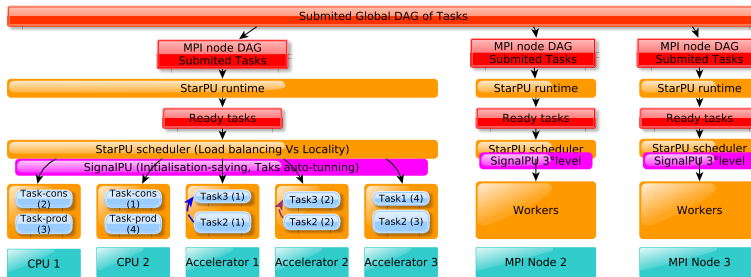 Submited Global DAG of Tasks
MPI node DAG
Submited Tasks
MPI node DAG
Submited Tasks
MPI node DAG
Submited Tasks
StarPU runtime
StarPU runtime
StarPU runtime
Ready tasks
Ready tasks
Ready tasks
StarPU scheduler (Load balancing Vs Locality)
StarPU scheduler
StarPU scheduler
SignalPU (Initialisation-saving, Taks auto-tunning)
SignalPU 3°level
SignalPU 3°level
Task-cons
(2)
Task-prod
(3)
Task-cons
(1)
Task-prod
(4)
Task3 (1)
Task2 (1)
Task3 (2)
Task2 (2)
Task1 (4)
Task2 (3)
Workers
Workers
CPU 1
CPU 2
Accelerator 1
Accelerator 2
Accelerator 3
MPI Node 2
MPI Node 3